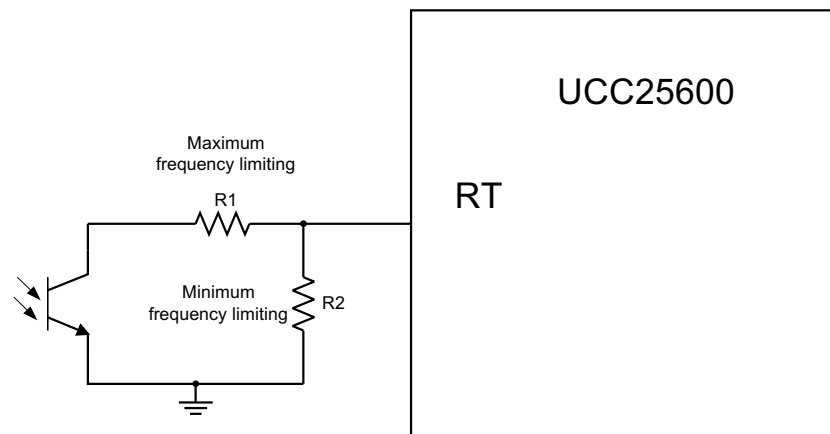 UCC25600
Maximum
frequency limiting
R1
RT
Minimum
frequency limiting
R2